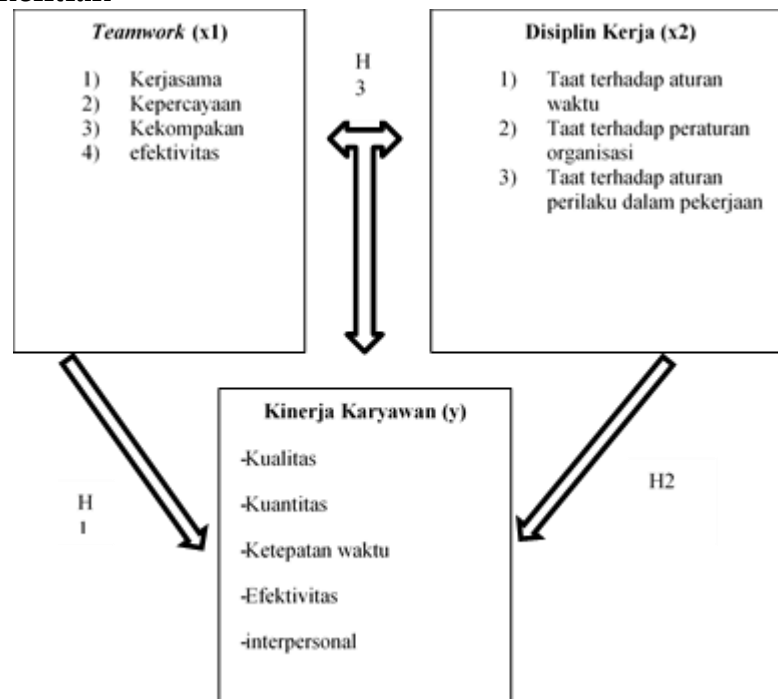 Teamwork (x1)
1) Kerjasama
2) Kepercayaan
3) Kekompakan
4) efektivitas
H
3
Disiplin Kerja (x2)
1) Taat terhadap aturan
waktu
2) Taat terhadap peraturan
organisasi
3) Taat terhadap aturan
perilaku dalam pekerjaan
H
1
Kinerja Karyawan (y)
-Kualitas
-Kuantitas
-Ketepatan waktu
-Efektivitas
-interpersonal
H2